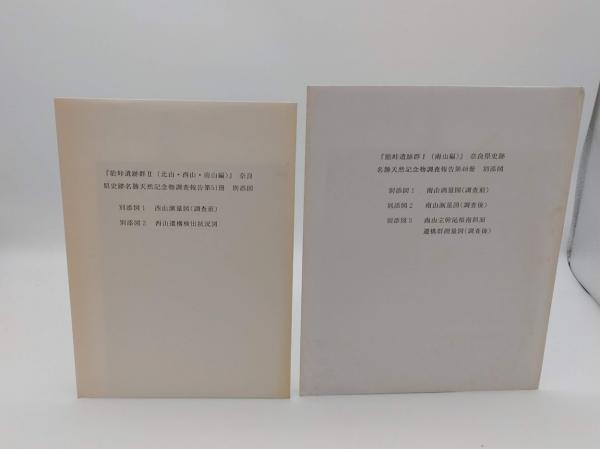 『能峠遺跡群Ⅱ（北山・西山・前山編）』 奈良
県史跡名勝天然記念物調査報告第51冊 別添図
別添図1 西山測量図（調査前）
別添図2 西山遺構検出状況図
『能峠遺跡群Ⅰ（南山編）』 奈良県史跡
名勝天然記念物調査報告第48冊 別添図
別添図1 南山測量図（調査前）
別添図2 南山測量図（調査後）
別添図3 南山主幹尾根南斜面
遺構群測量図（調査後）